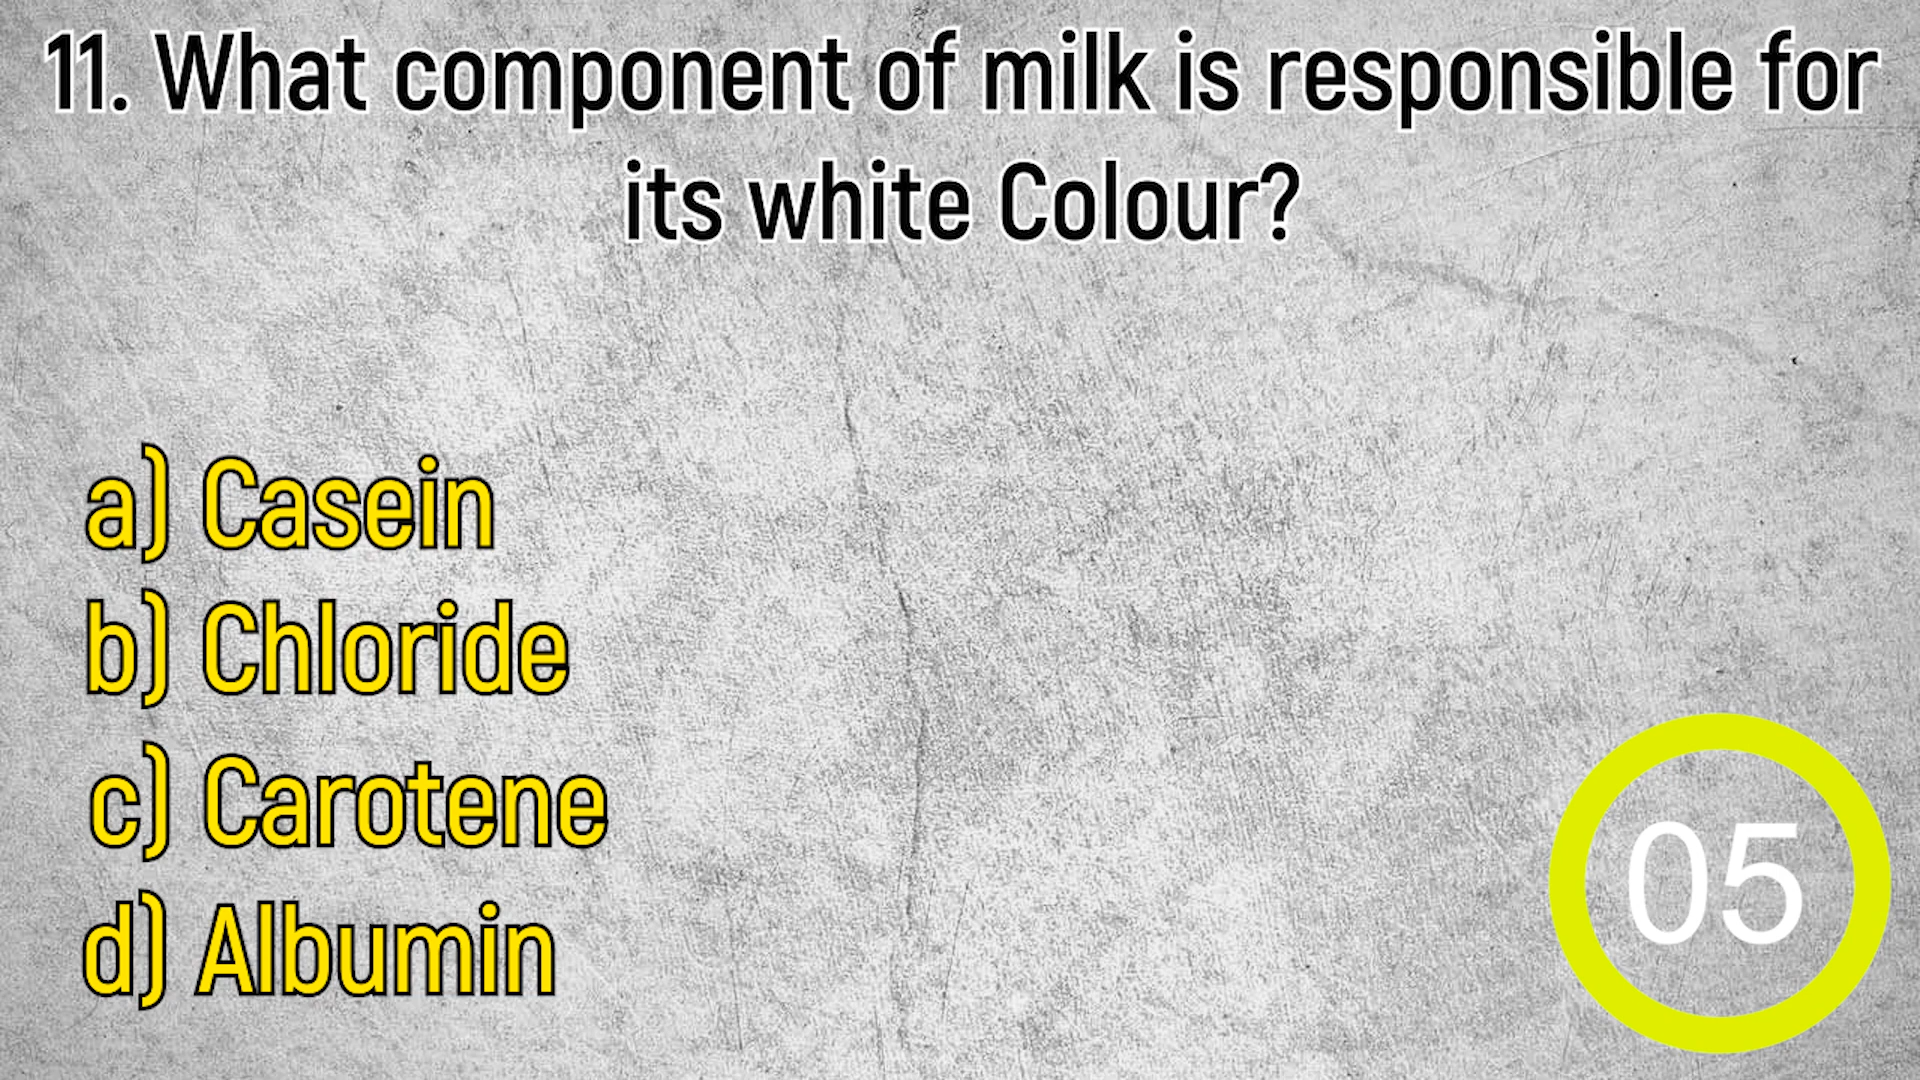 11. What component of milk is responsible for
its white Colour?
a) Casein
b) Chloride
c) Carotene
d) Albumin
05